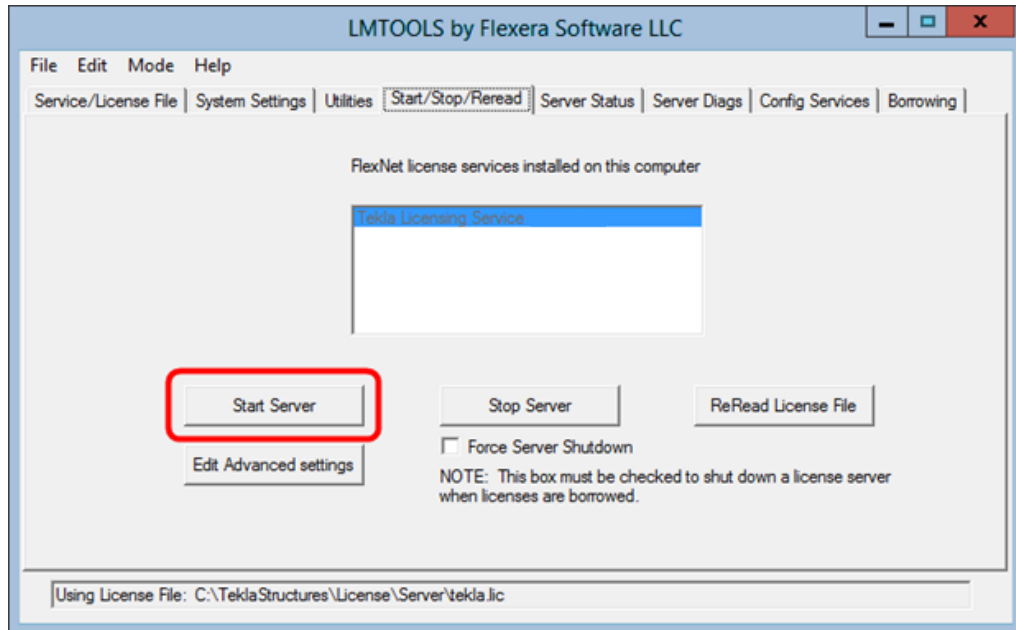 LMTOOLS by Flexera Software LLC
File Edit Mode Help
Service/License File System Settings Utilities Start/Stop/Reread Server Status Server Diags Config Services Borrowing
FlexNet license services installed on this computer
Tekla Licensing Service
Start Server Stop Server ReRead License File
Force Server Shutdown
Edit Advanced settings
NOTE: This box must be checked to shut down a license server
when licenses are borrowed.
Using License File: C:\TeklaStructures\License\Server\tekla.lic